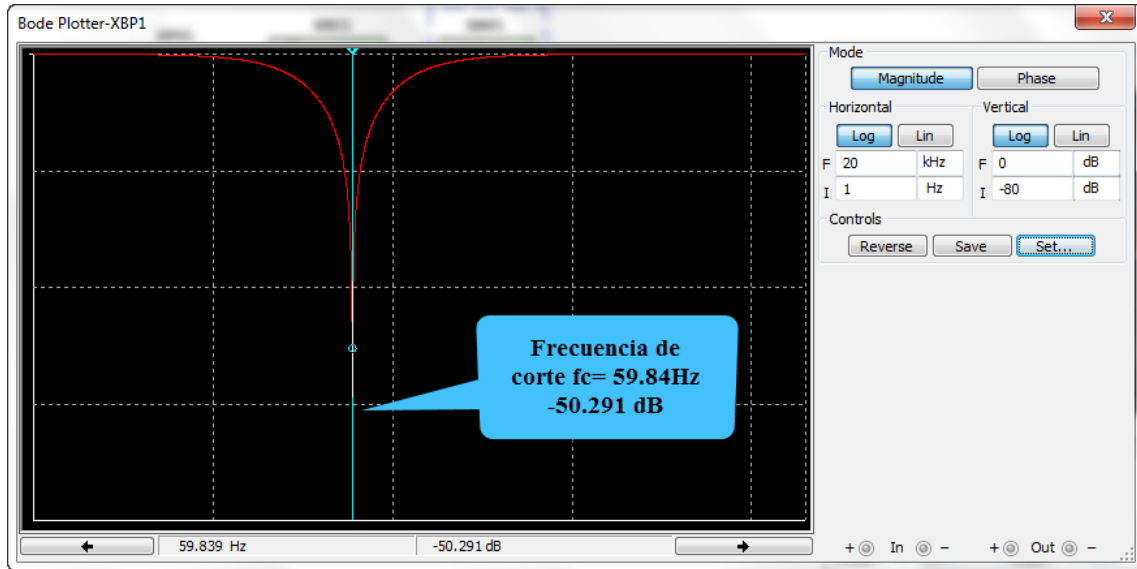 Bode Plotter-XBP1
Mode
Magnitude Phase
Horizontal Vertical
Log Lin Log Lin
F 20 kHz F 0 dB
I 1 Hz I -80 dB
Controls
Reverse Save Set...
Frecuencia de
corte fc= 59.84Hz
-50.291 dB
59.839 Hz -50.291 dB
+ In - + Out -